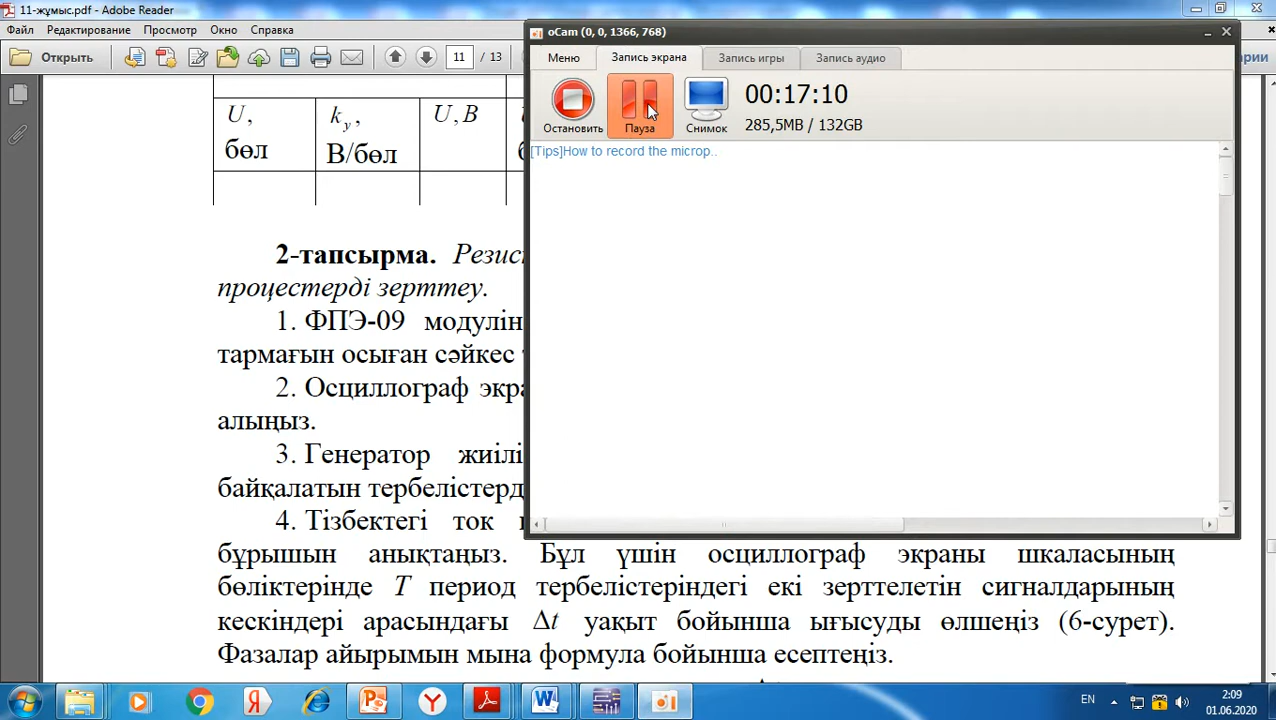 11-жұмыс.pdf - Adobe Reader
Файл Редактирование Просмотр Окно Справка
Открыть
11 / 13
арии
oCam (0, 0, 1366, 768)
Меню Запись экрана Запись игры Запись аудио
Остановить Пауза Снимок
00:17:10
285,5MB / 132GB
[Tips]How to record the microp..
U, k у U, B
бөл В/бөл
2-тапсырма. Резис
процестерді зерттеу.
1. ФПЭ-09 модулін
тармағын осыған сәйкес
2. Осциллограф экра
алыңыз.
3. Генератор жиілі
байқалатын тербелістерд
4. Тізбектегі ток
бұрышын анықтаңыз. Бұл үшін осциллограф экраны шкаласының
бөліктерінде T период тербелістеріндегі екі зерттелетін сигналдарының
кескіндері арасындағы Δt уақыт бойынша ығысуды өлшеңіз (6-сурет).
Фазалар айырымын мына формула бойынша есептеңіз.
EN
2:09
01.06.2020